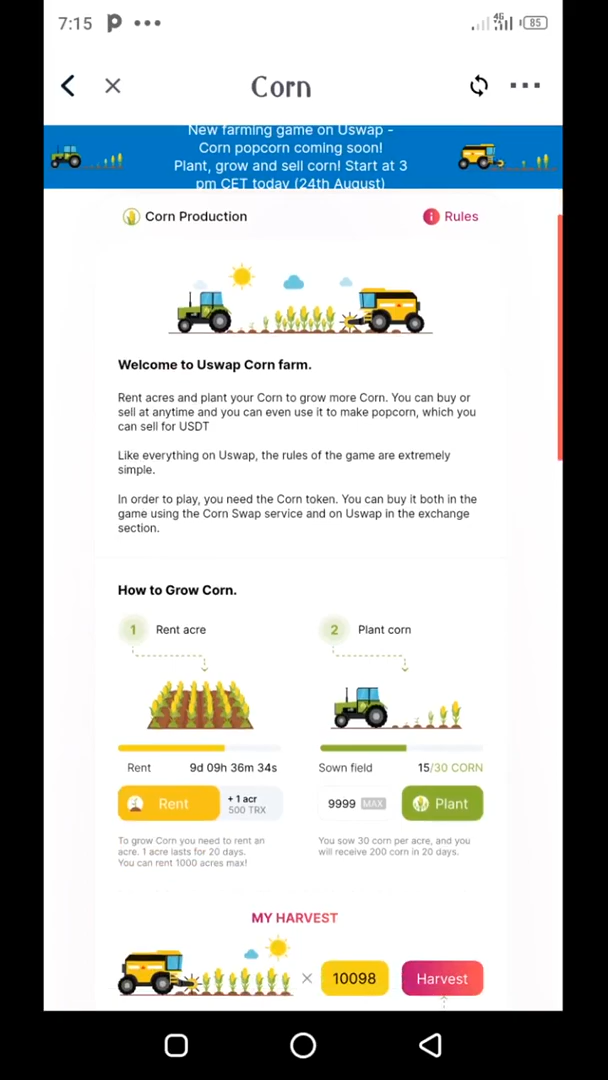 7:15
4G
85
Corn
New farming game on Uswap -
Corn popcorn coming soon!
Plant, grow and sell corn! Start at 3
pm CET today (24th August)
Corn Production
Rules
Welcome to Uswap Corn farm.
Rent acres and plant your Corn to grow more Corn. You can buy or
sell at anytime and you can even use it to make popcorn, which you
can sell for USDT
Like everything on Uswap, the rules of the game are extremely
simple.
In order to play, you need the Corn token. You can buy it both in the
game using the Corn Swap service and on Uswap in the exchange
section.
How to Grow Corn.
1 Rent acre
2 Plant corn
Rent 9d 09h 36m 34s
Sown field 15/30 CORN
Rent
+ 1 acr
500 TRX
9999 MAX
Plant
To grow Corn you need to rent an
acre. 1 acre lasts for 20 days.
You can rent 1000 acres max!
You sow 30 corn per acre, and you
will receive 200 corn in 20 days.
MY HARVEST
× 10098 Harvest